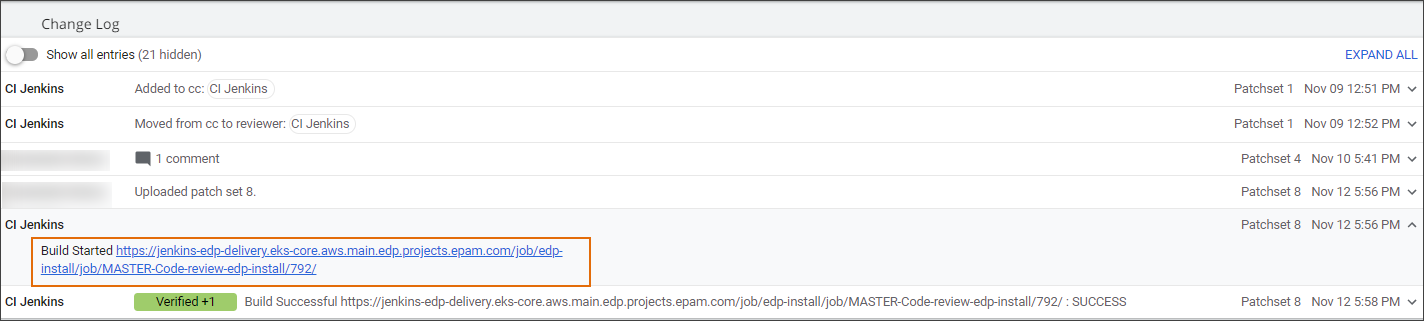 Change Log
Show all entries (21 hidden) EXPAND ALL
CI Jenkins Added to cc: CI Jenkins Patchset 1 Nov 09 12:51 PM
CI Jenkins Moved from cc to reviewer: CI Jenkins Patchset 1 Nov 09 12:52 PM
1 comment Patchset 4 Nov 10 5:41 PM
Uploaded patch set 8. Patchset 8 Nov 12 5:56 PM
CI Jenkins Patchset 8 Nov 12 5:56 PM
Build Started https://jenkins-edp-delivery.eks-core.aws.main.edp.projects.epam.com/job/edp-
install/job/MASTER-Code-review-edp-install/792/
CI Jenkins Verified +1 Build Successful https://jenkins-edp-delivery.eks-core.aws.main.edp.projects.epam.com/job/edp-install/job/MASTER-Code-review-edp-install/792/ : SUCCESS Patchset 8 Nov 12 5:58 PM